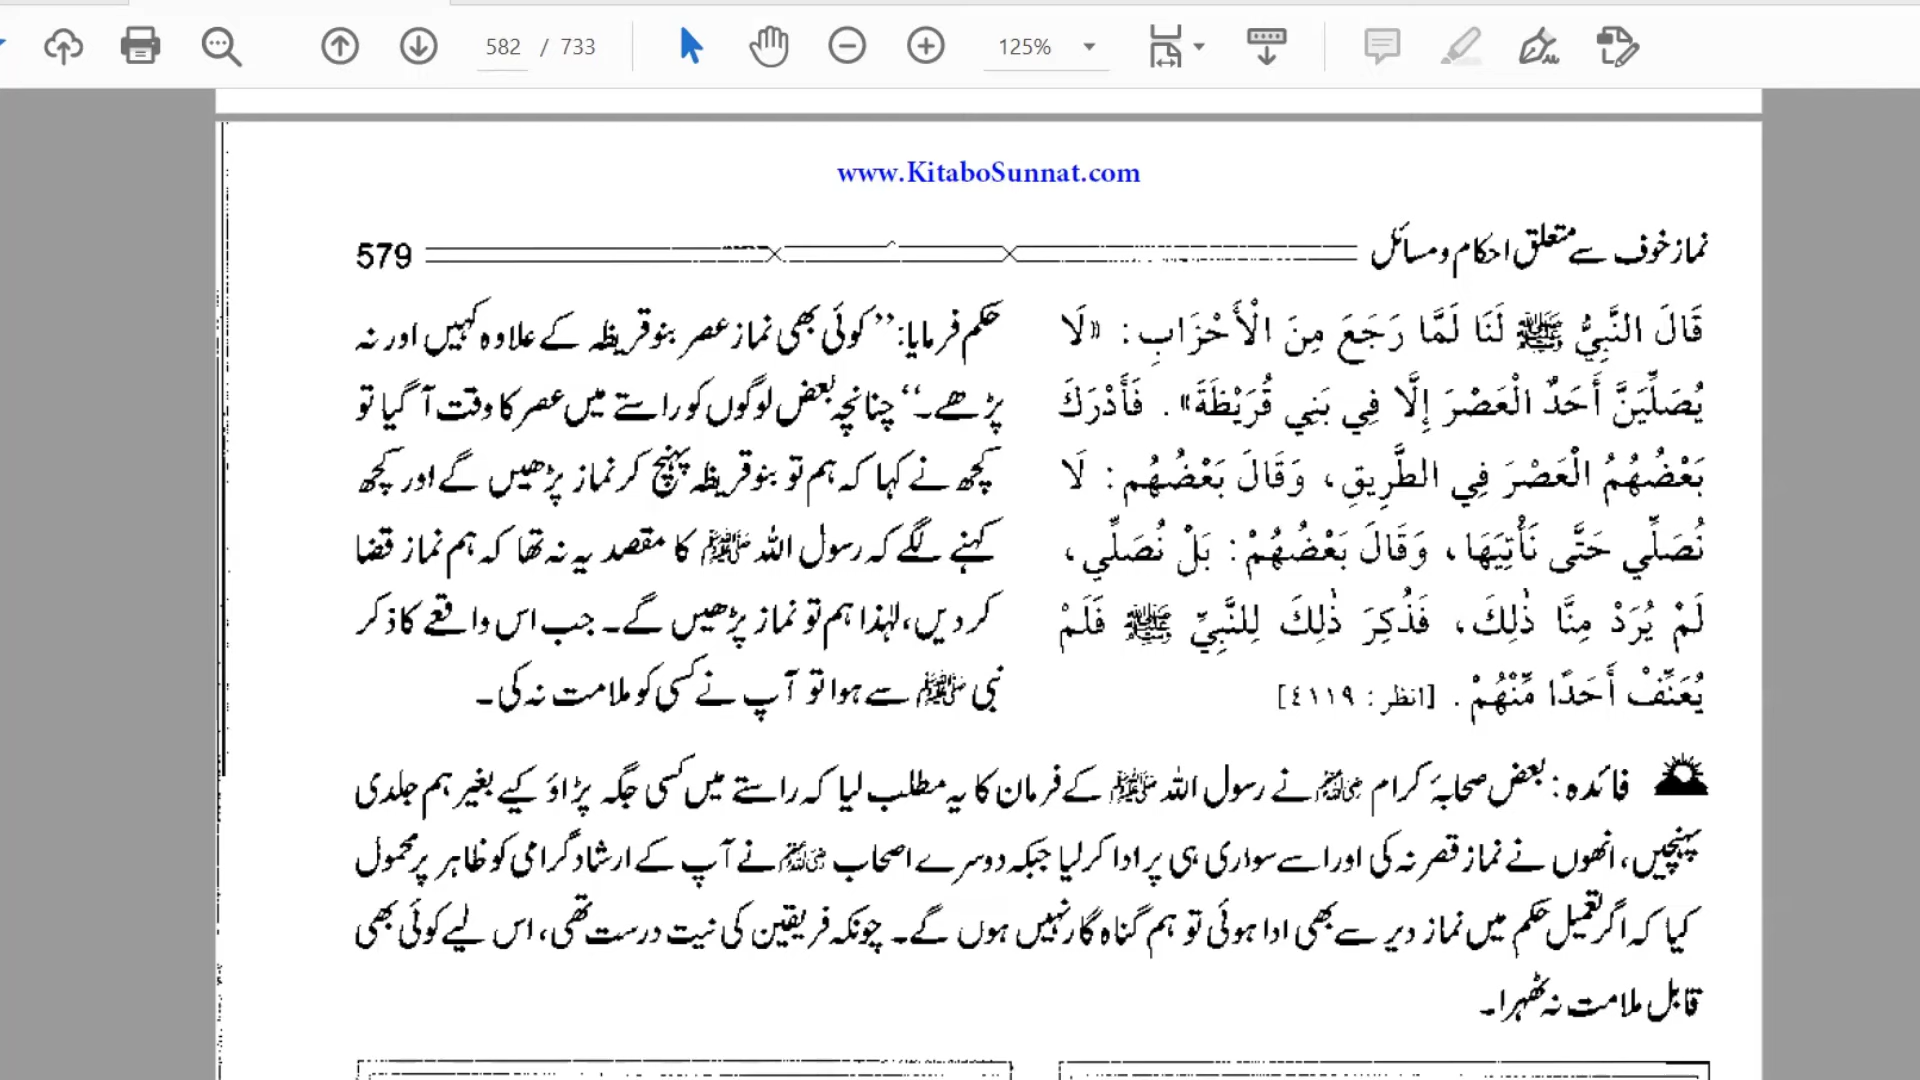 582 / 733
125%
www.KitaboSunnat.com
نماز خوف سے متعلق احکام و مسائل
579
قَالَ النَّبِيُّ ﷺ لَنَا لَمَّا رَجَعَ مِنَ الْأَحْزَابِ: «لَا
يُصَلِّيَنَّ أَحَدٌ الْعَصْرَ إِلَّا فِي بَنِي قُرَيْظَةَ». فَأَدْرَكَ
بَعْضُهُمُ الْعَصْرَ فِي الطَّرِيقِ، وَقَالَ بَعْضُهُم: لَا
نُصَلِّي حَتَّى نَأْتِيَهَا، وَقَالَ بَعْضُهُمْ: بَلْ نُصَلِّي،
لَمْ يُرَدْ مِنَّا ذٰلِكَ، فَذُكِرَ ذٰلِكَ لِلنَّبِيِّ ﷺ فَلَمْ
يُعَنِّفْ أَحَدًا مِّنْهُمْ. [انظر: ٤١١٩]
حکم فرمایا: ’’کوئی بھی نماز عصر بنو قریظہ کے علاوہ کہیں اور نہ
پڑھے۔‘‘ چنانچہ بعض لوگوں کو راستے میں عصر کا وقت آ گیا تو
کچھ نے کہا کہ ہم تو بنو قریظہ پہنچ کر نماز پڑھیں گے اور کچھ
کہنے لگے کہ رسول اللہ ﷺ کا مقصد یہ نہ تھا کہ ہم نماز قضا
کر دیں، لہٰذا ہم تو نماز پڑھیں گے۔ جب اس واقعے کا ذکر
نبی ﷺ سے ہوا تو آپ نے کسی کو ملامت نہ کی۔
فائدہ: بعض صحابۂ کرام رضی اللہ عنہم نے رسول اللہ ﷺ کے فرمان کا یہ مطلب لیا کہ راستے میں کسی جگہ پڑاؤ کیے بغیر ہم جلدی
پہنچیں، انھوں نے نماز قصر نہ کی اور اسے سواری ہی پر ادا کر لیا جبکہ دوسرے اصحاب رضی اللہ عنہم نے آپ کے ارشاد گرامی کو ظاہر پر محمول
کیا کہ اگر تعمیل حکم میں نماز دیر سے بھی ادا ہوئی تو ہم گناہ گار نہیں ہوں گے۔ چونکہ فریقین کی نیت درست تھی، اس لیے کوئی بھی
قابل ملامت نہ ٹھہرا۔